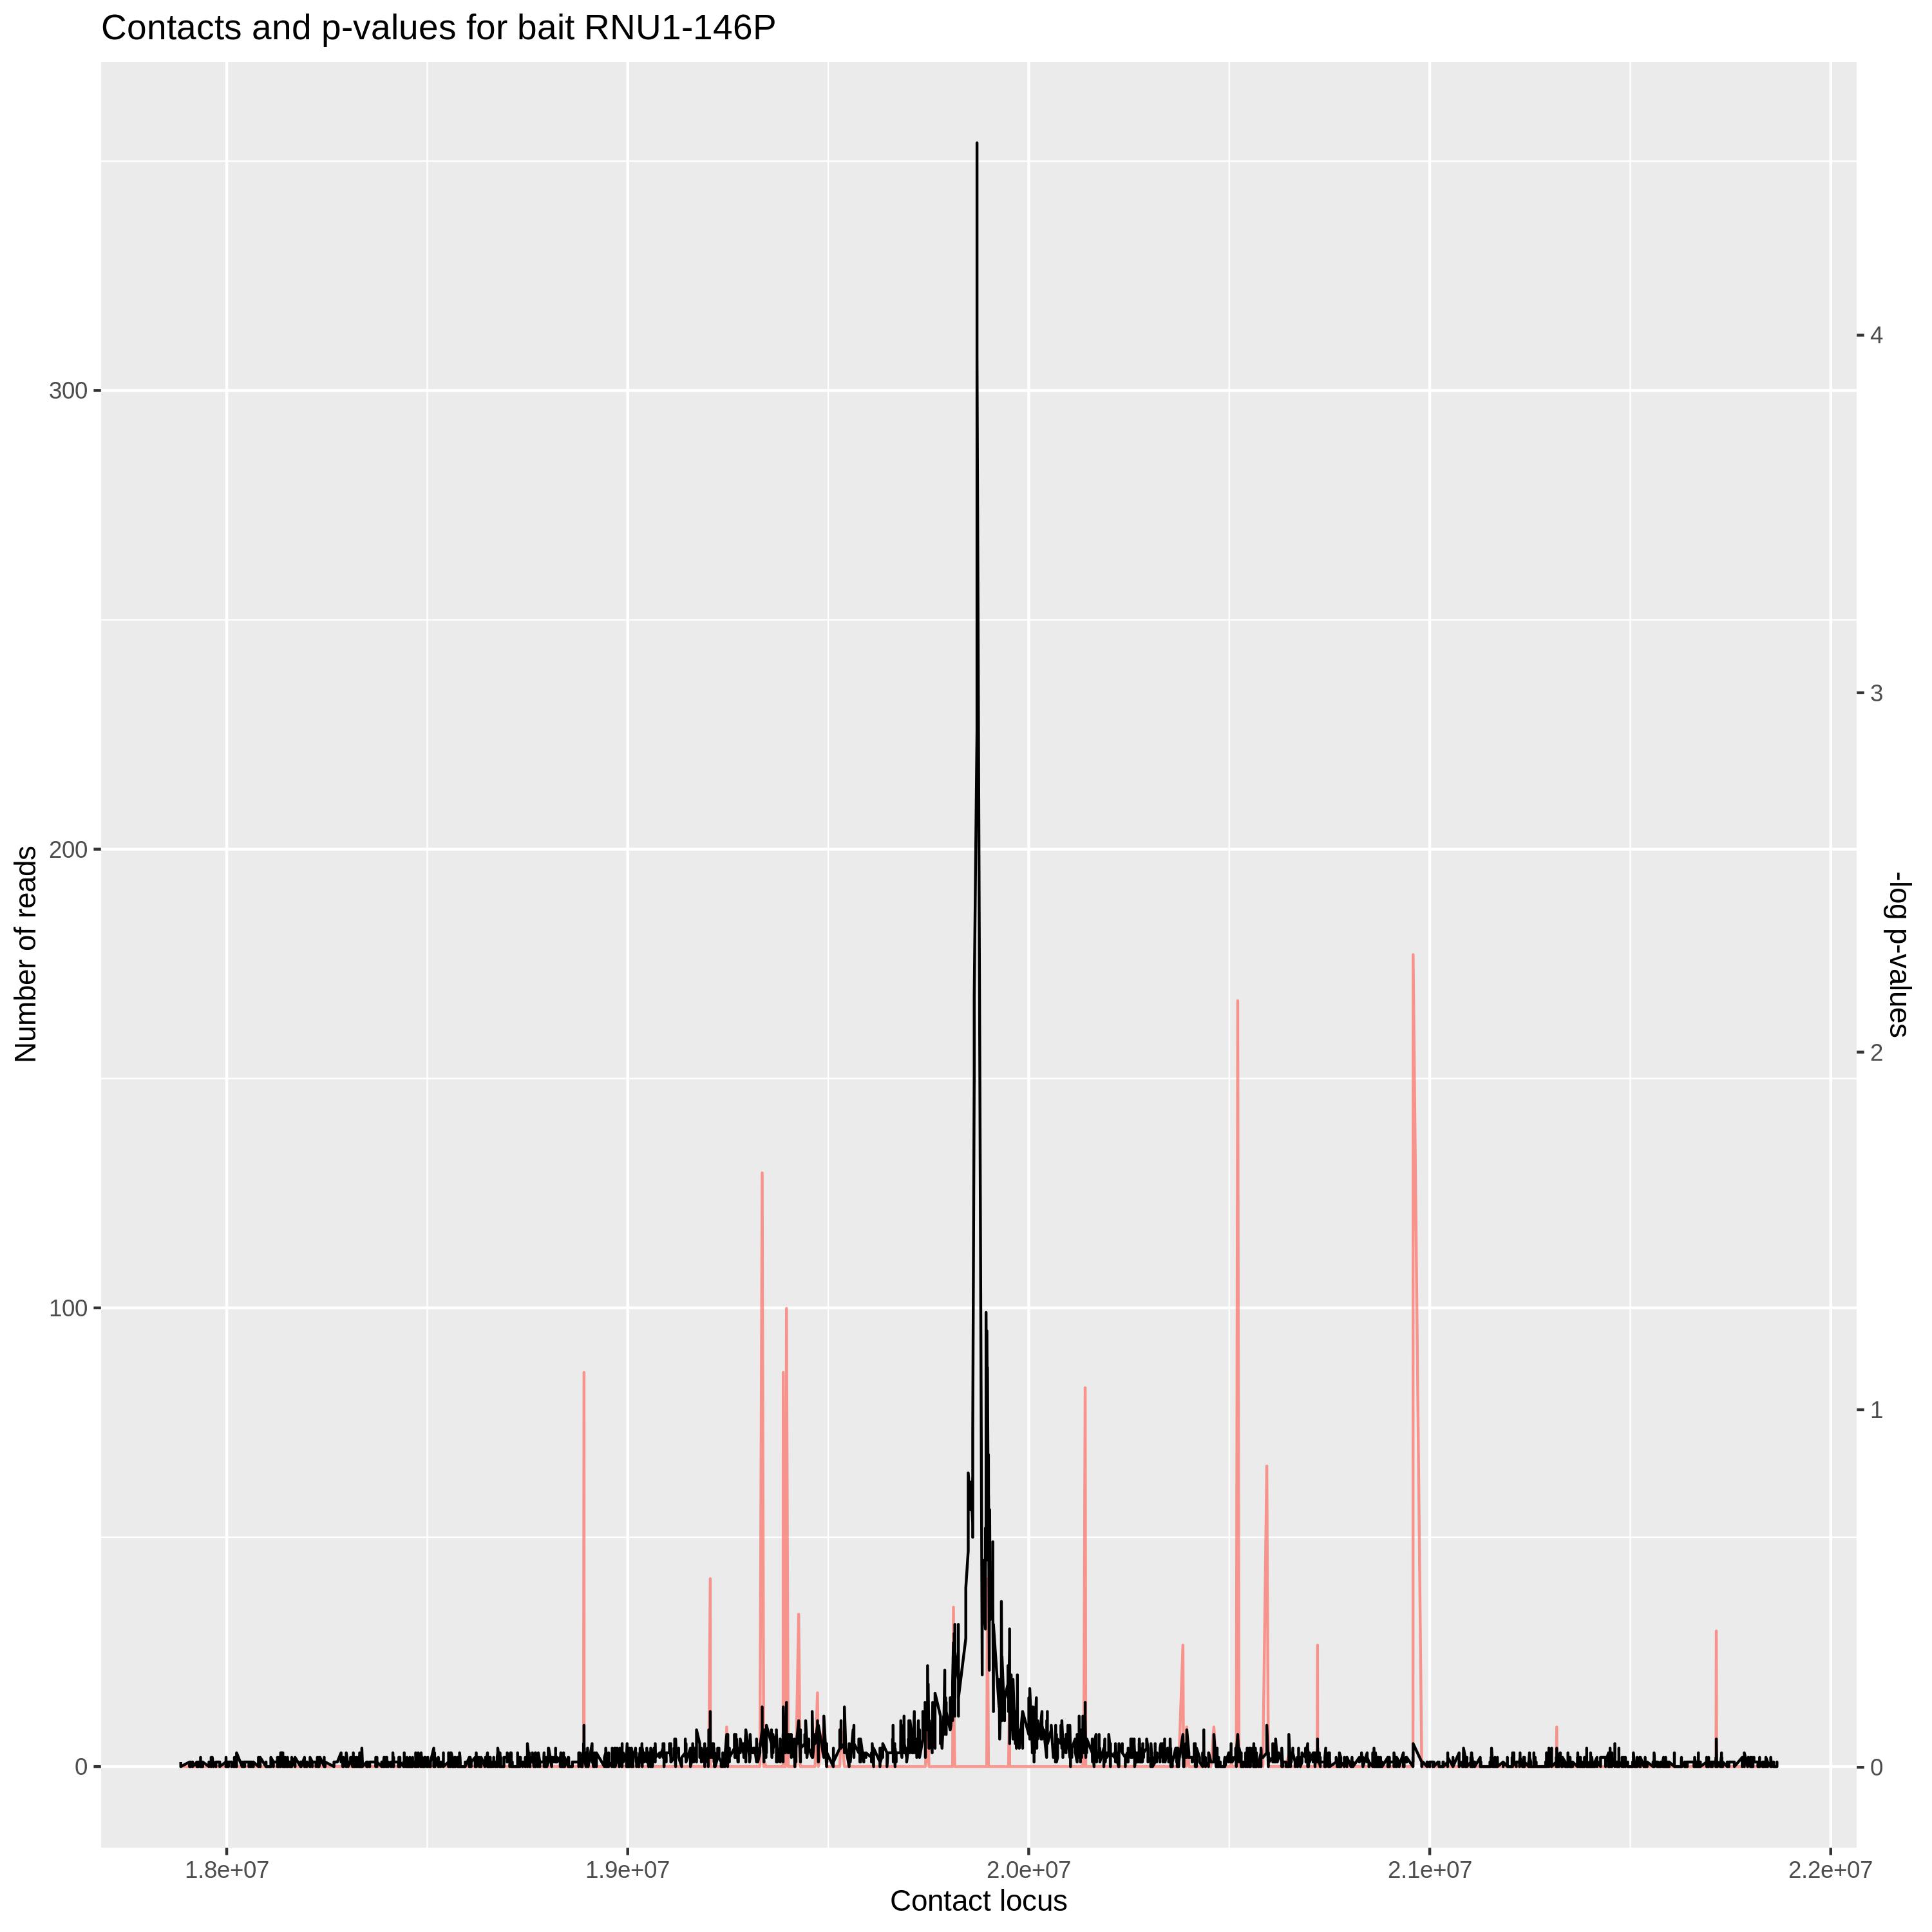 Contacts and p-values for bait RNU1-146P
Number of reads
300
200
100
0
4
3
2
1
0
-log p-values
1.8e+07
1.9e+07
2.0e+07
2.1e+07
2.2e+07
Contact locus